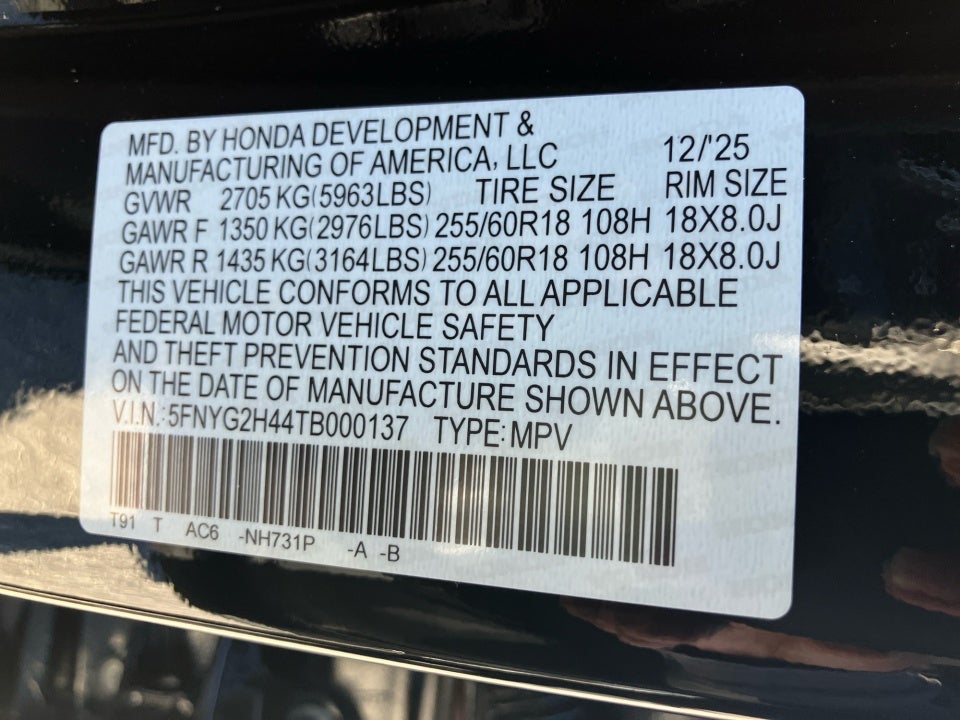 MFD. BY HONDA DEVELOPMENT &
MANUFACTURING OF AMERICA, LLC 12/'25
GVWR 2705 KG(5963LBS) TIRE SIZE RIM SIZE
GAWR F 1350 KG(2976LBS) 255/60R18 108H 18X8.0J
GAWR R 1435 KG(3164LBS) 255/60R18 108H 18X8.0J
THIS VEHICLE CONFORMS TO ALL APPLICABLE
FEDERAL MOTOR VEHICLE SAFETY
AND THEFT PREVENTION STANDARDS IN EFFECT
ON THE DATE OF MANUFACTURE SHOWN ABOVE.
V.I.N.: 5FNYG2H44TB000137 TYPE: MPV
T91 T AC6 -NH731P -A -B